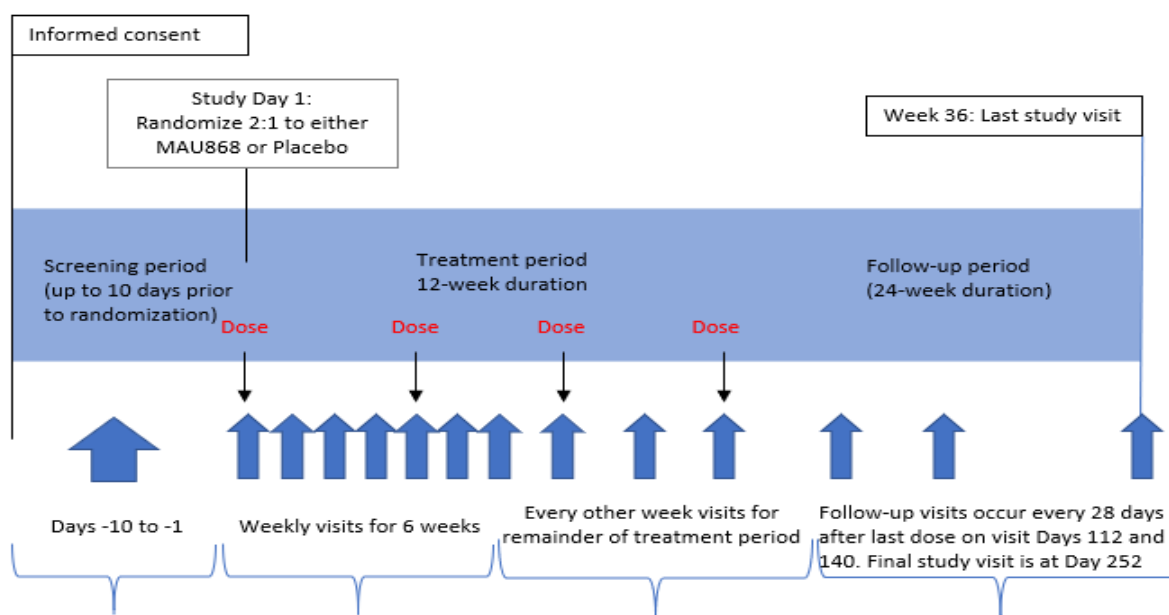 Informed consent
Study Day 1:
Randomize 2:1 to either
MAU868 or Placebo
Week 36: Last study visit
Screening period
(up to 10 days prior
to randomization)
Treatment period
12-week duration
Follow-up period
(24-week duration)
Dose
Dose
Dose
Dose
Days -10 to -1
Weekly visits for 6 weeks
Every other week visits for
remainder of treatment period
Follow-up visits occur every 28 days
after last dose on visit Days 112 and
140. Final study visit is at Day 252